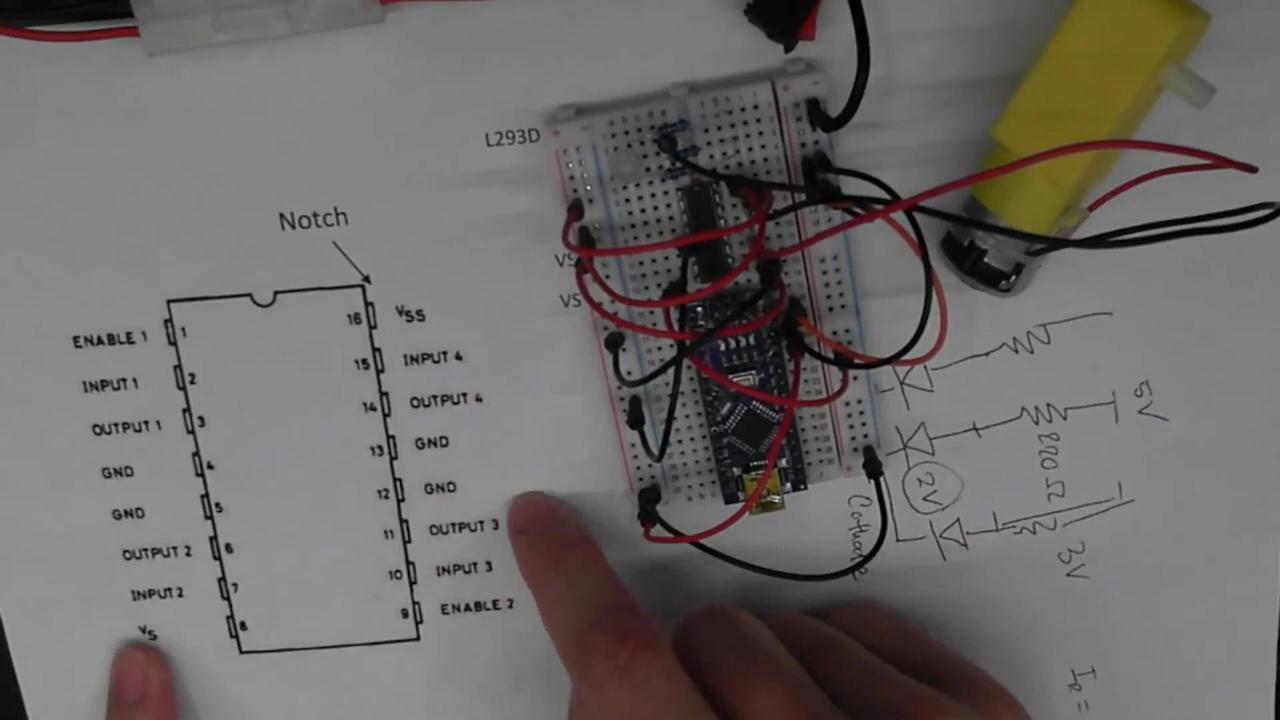 L293D
Notch
VS
VS
ENABLE 1
INPUT 1
OUTPUT 1
GND
GND
OUTPUT 2
INPUT 2
VS
1
2
3
4
5
6
7
8
16
15
14
13
12
11
10
9
VSS
INPUT 4
OUTPUT 4
GND
GND
OUTPUT 3
INPUT 3
ENABLE 2
5V
220Ω
2V
3V
Cathode